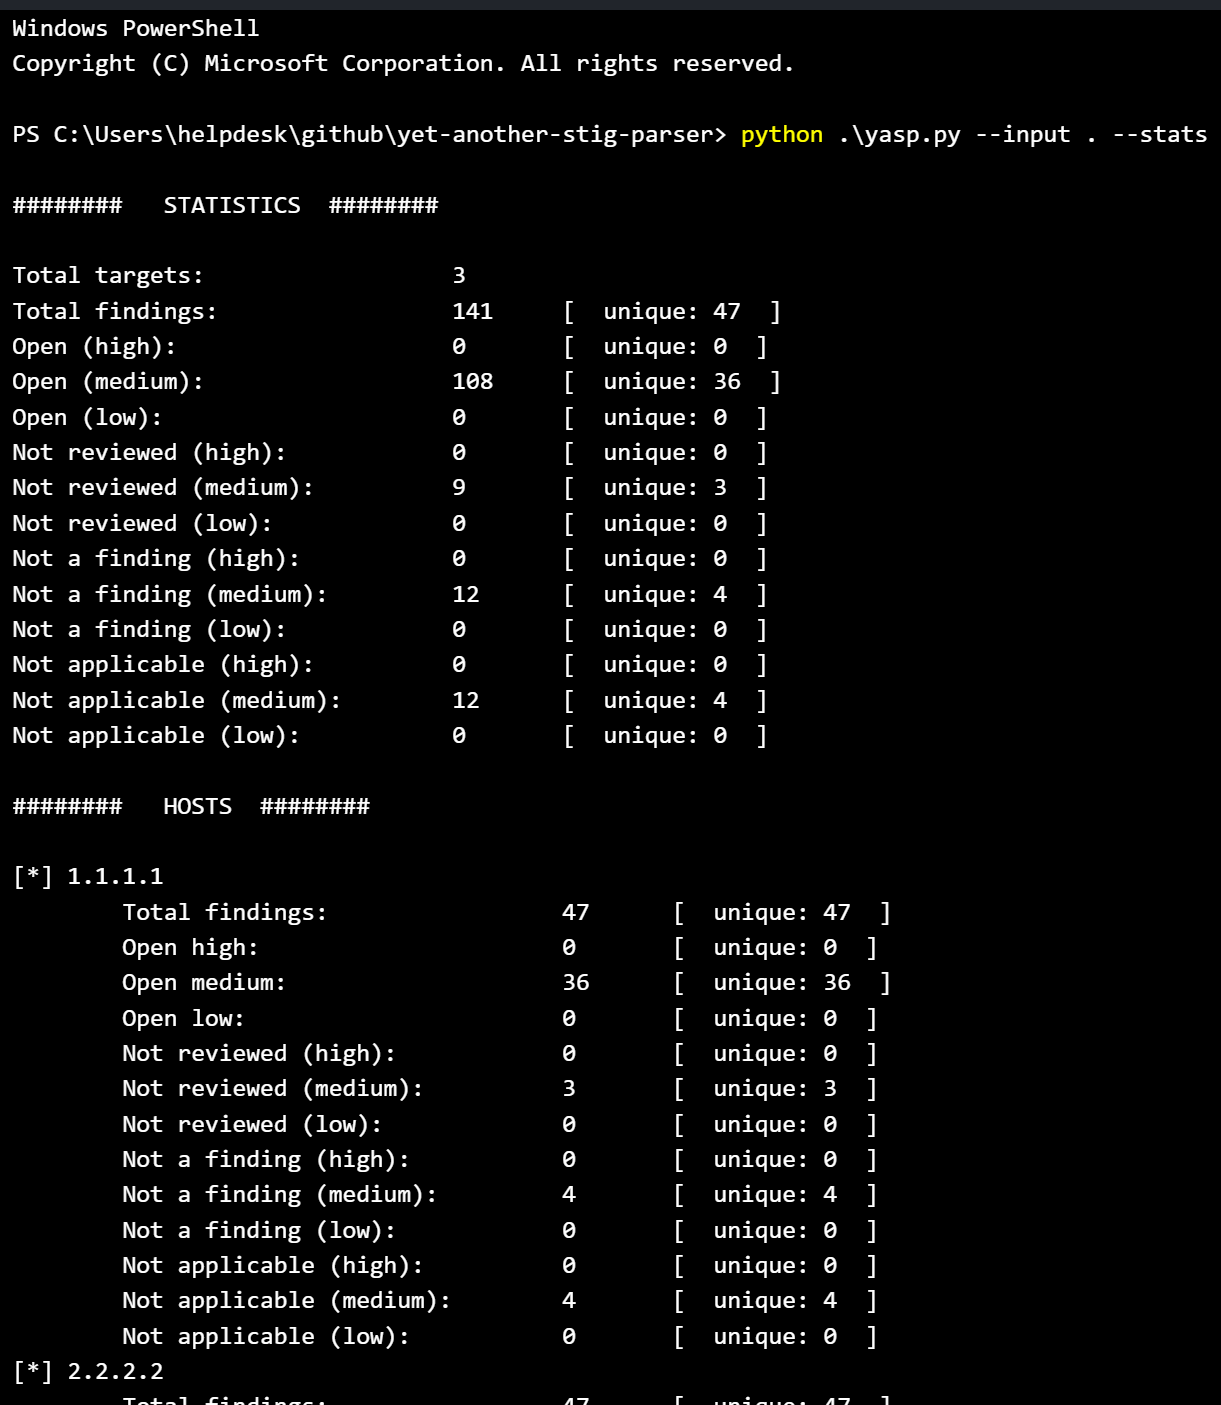 Windows PowerShell
Copyright (C) Microsoft Corporation. All rights reserved.
PS C:\Users\helpdesk\github\yet-another-stig-parser> python .\yasp.py --input . --stats
########   STATISTICS  ########
Total targets:                  3
Total findings:                 141     [  unique: 47  ]
Open (high):                    0       [  unique: 0  ]
Open (medium):                  108     [  unique: 36  ]
Open (low):                     0       [  unique: 0  ]
Not reviewed (high):            0       [  unique: 0  ]
Not reviewed (medium):          9       [  unique: 3  ]
Not reviewed (low):             0       [  unique: 0  ]
Not a finding (high):           0       [  unique: 0  ]
Not a finding (medium):         12      [  unique: 4  ]
Not a finding (low):            0       [  unique: 0  ]
Not applicable (high):          0       [  unique: 0  ]
Not applicable (medium):        12      [  unique: 4  ]
Not applicable (low):           0       [  unique: 0  ]
########   HOSTS  ########
[*] 1.1.1.1
        Total findings:                 47      [  unique: 47  ]
        Open high:                      0       [  unique: 0  ]
        Open medium:                    36      [  unique: 36  ]
        Open low:                       0       [  unique: 0  ]
        Not reviewed (high):            0       [  unique: 0  ]
        Not reviewed (medium):          3       [  unique: 3  ]
        Not reviewed (low):             0       [  unique: 0  ]
        Not a finding (high):           0       [  unique: 0  ]
        Not a finding (medium):         4       [  unique: 4  ]
        Not a finding (low):            0       [  unique: 0  ]
        Not applicable (high):          0       [  unique: 0  ]
        Not applicable (medium):        4       [  unique: 4  ]
        Not applicable (low):           0       [  unique: 0  ]
[*] 2.2.2.2
        Total findings:                 47      [  unique: 47  ]